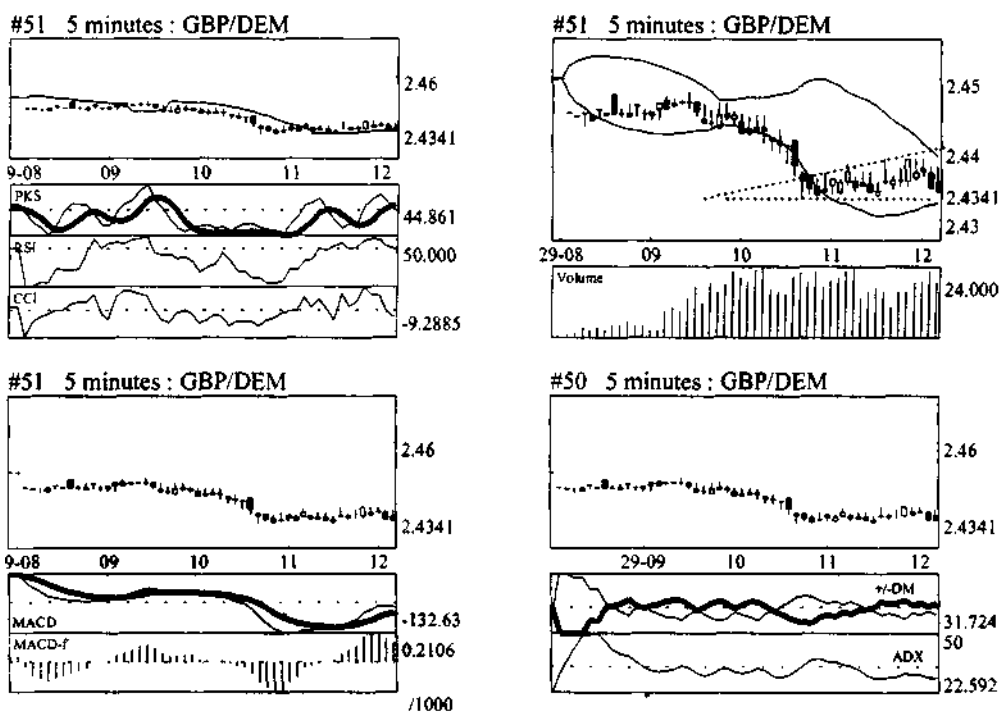 #51 5 minutes : GBP/DEM
2.46
2.4341
9-08 09 10 11 12
PKS
44.861
RSI
50.000
CCI
-9.2885
#51 5 minutes : GBP/DEM
2.45
2.44
2.4341
2.43
29-08 09 10 11 12
Volume
24.000
#51 5 minutes : GBP/DEM
2.46
2.4341
9-08 09 10 11 12
MACD
-132.63
MACD-f
0.2106
/1000
#50 5 minutes : GBP/DEM
2.46
2.4341
29-09 10 11 12
+/-DM
31.724
50
ADX
22.592